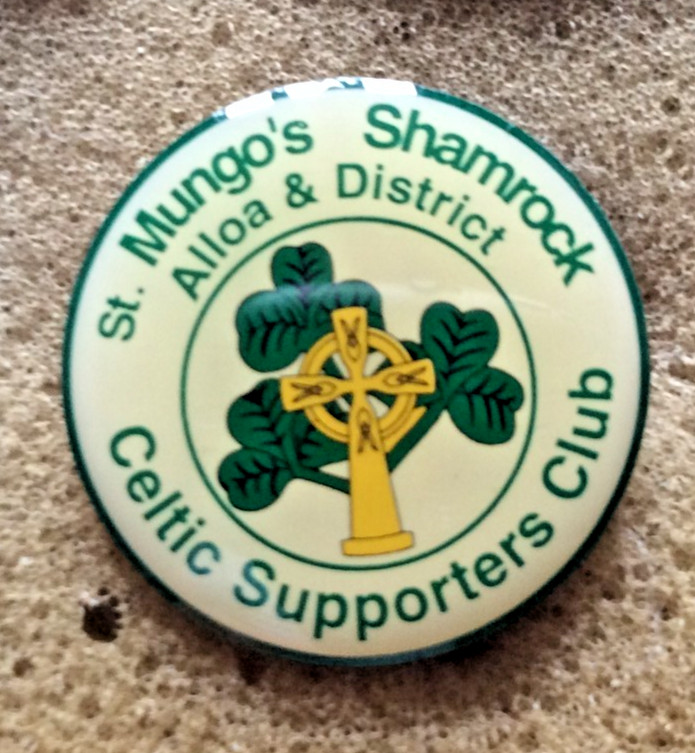 St. Mungo's Shamrock
Alloa & District
Celtic Supporters Club